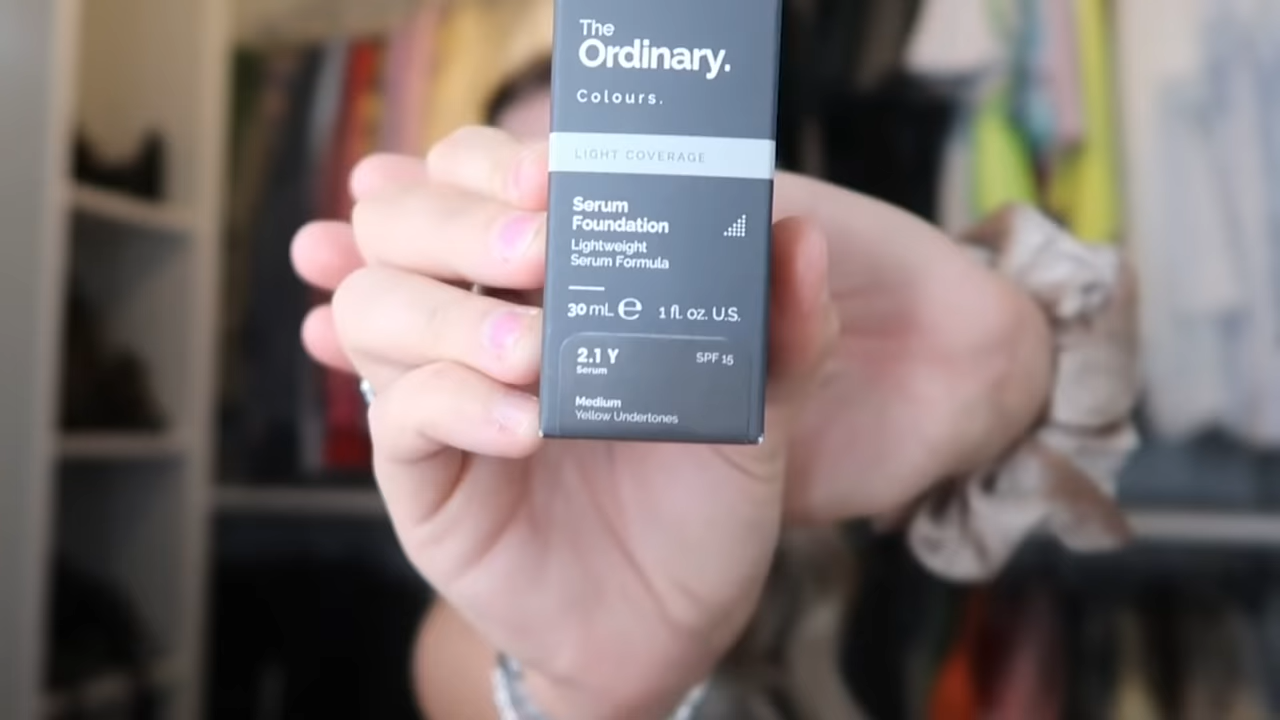 The
Ordinary.
Colours.
LIGHT COVERAGE
Serum
Foundation
Lightweight
Serum Formula
30 mL ℮ 1 fl. oz. U.S.
2.1 Y SPF 15
Serum
Medium
Yellow Undertones